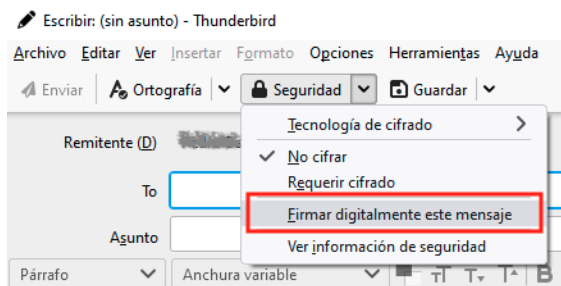 Escribir: (sin asunto) - Thunderbird
Archivo Editar Ver Insertar Formato Opciones Herramientas Ayuda
Enviar Ortografía Seguridad Guardar
Tecnología de cifrado
Remitente (D)
No cifrar
Requerir cifrado
To
Firmar digitalmente este mensaje
Asunto
Ver información de seguridad
Párrafo Anchura variable B